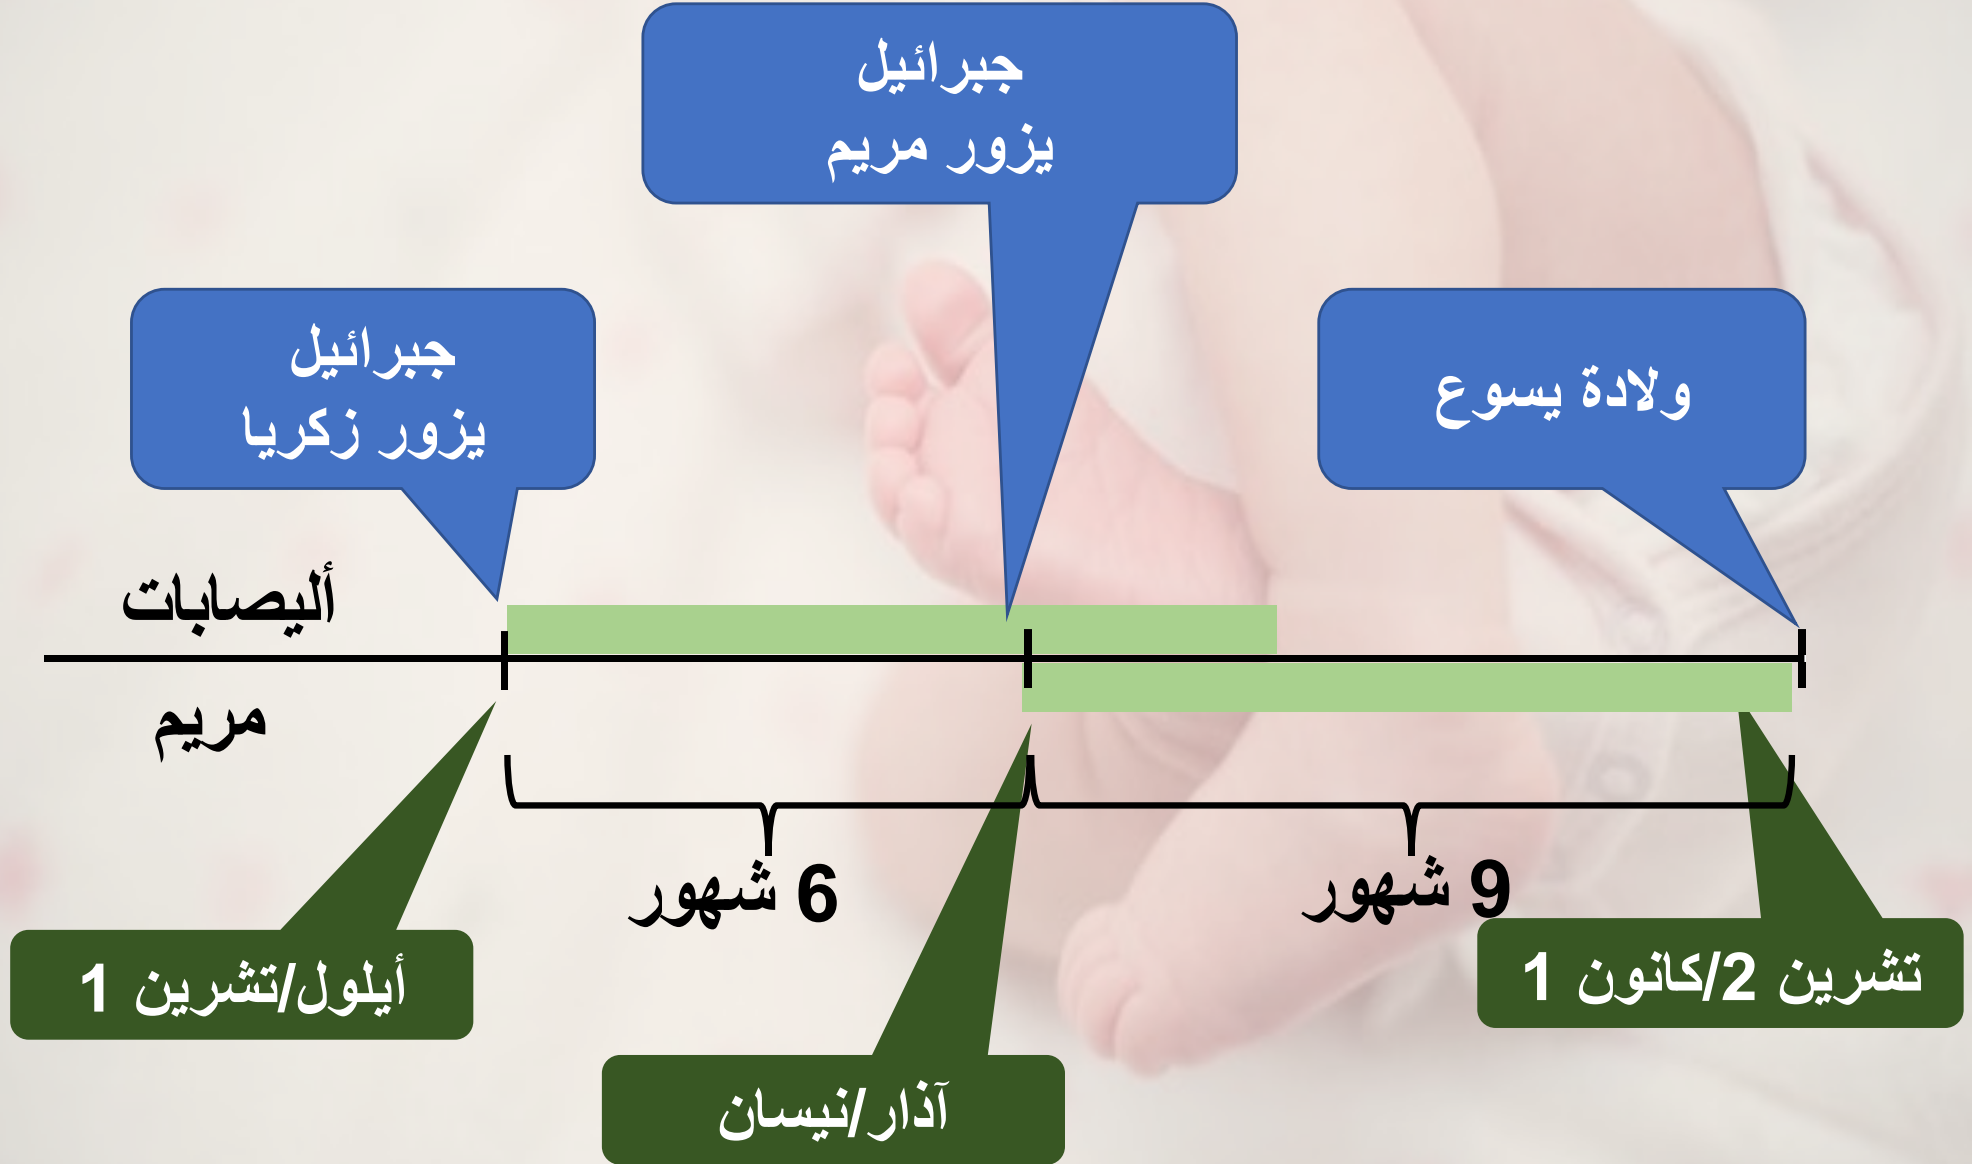 جبرائيل
يزور مريم
جبرائيل
يزور زكريا
ولادة يسوع
أليصابات
مريم
6 شهور
9 شهور
أيلول/تشرين 1
تشرين 2/كانون 1
آذار/نيسان